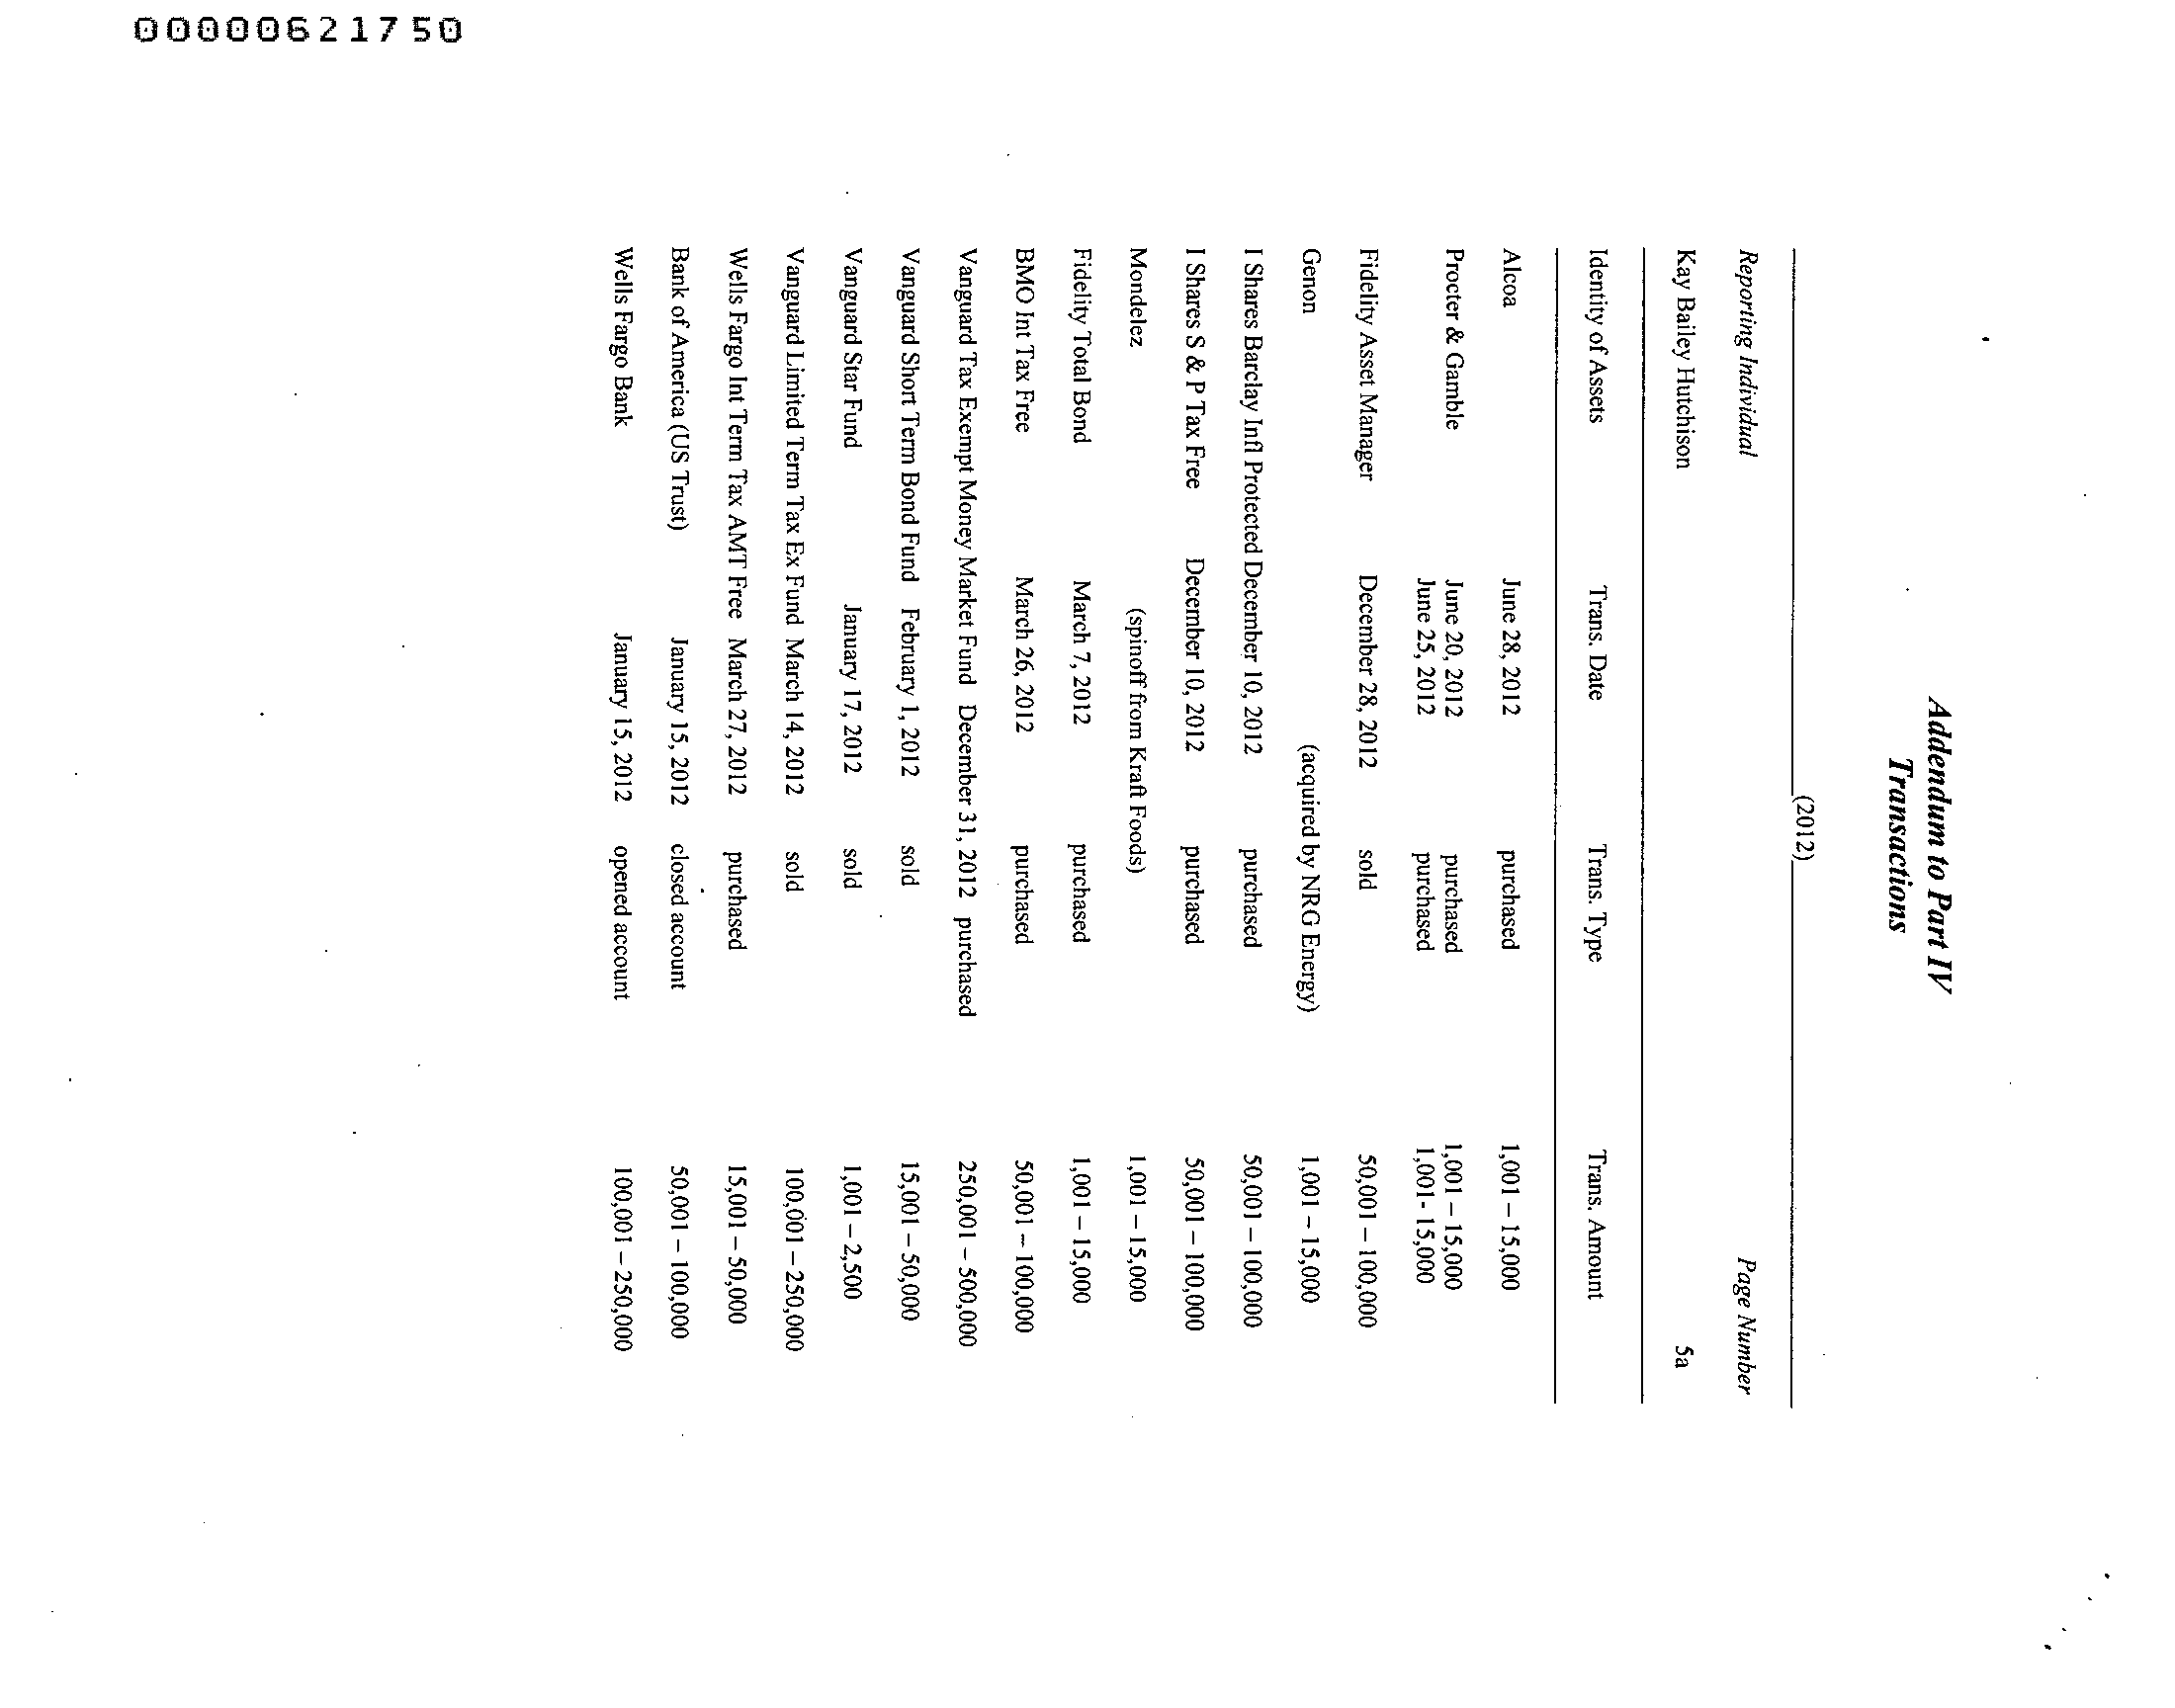 00000621750
Addendum to Part IV
Transactions
(2012)
Reporting Individual Page Number
Kay Bailey Hutchison 5a
Identity of Assets Trans. Date Trans. Type Trans. Amount
Alcoa June 28, 2012 purchased 1,001 – 15,000
Procter & Gamble June 20, 2012 purchased 1,001 – 15,000
June 25, 2012 purchased 1,001- 15,000
Fidelity Asset Manager December 28, 2012 sold 50,001 – 100,000
Genon (acquired by NRG Energy) 1,001 – 15,000
I Shares Barclay Infl Protected December 10, 2012 purchased 50,001 – 100,000
I Shares S & P Tax Free December 10, 2012 purchased 50,001 – 100,000
Mondelez (spinoff from Kraft Foods) 1,001 – 15,000
Fidelity Total Bond March 7, 2012 purchased 1,001 – 15,000
BMO Int Tax Free March 26, 2012 purchased 50,001 – 100,000
Vanguard Tax Exempt Money Market Fund December 31, 2012 purchased 250,001 – 500,000
Vanguard Short Term Bond Fund February 1, 2012 sold 15,001 – 50,000
Vanguard Star Fund January 17, 2012 sold 1,001 – 2,500
Vanguard Limited Term Tax Ex Fund March 14, 2012 sold 100,001 – 250,000
Wells Fargo Int Term Tax AMT Free March 27, 2012 purchased 15,001 – 50,000
Bank of America (US Trust) January 15, 2012 closed account 50,001 – 100,000
Wells Fargo Bank January 15, 2012 opened account 100,001 – 250,000